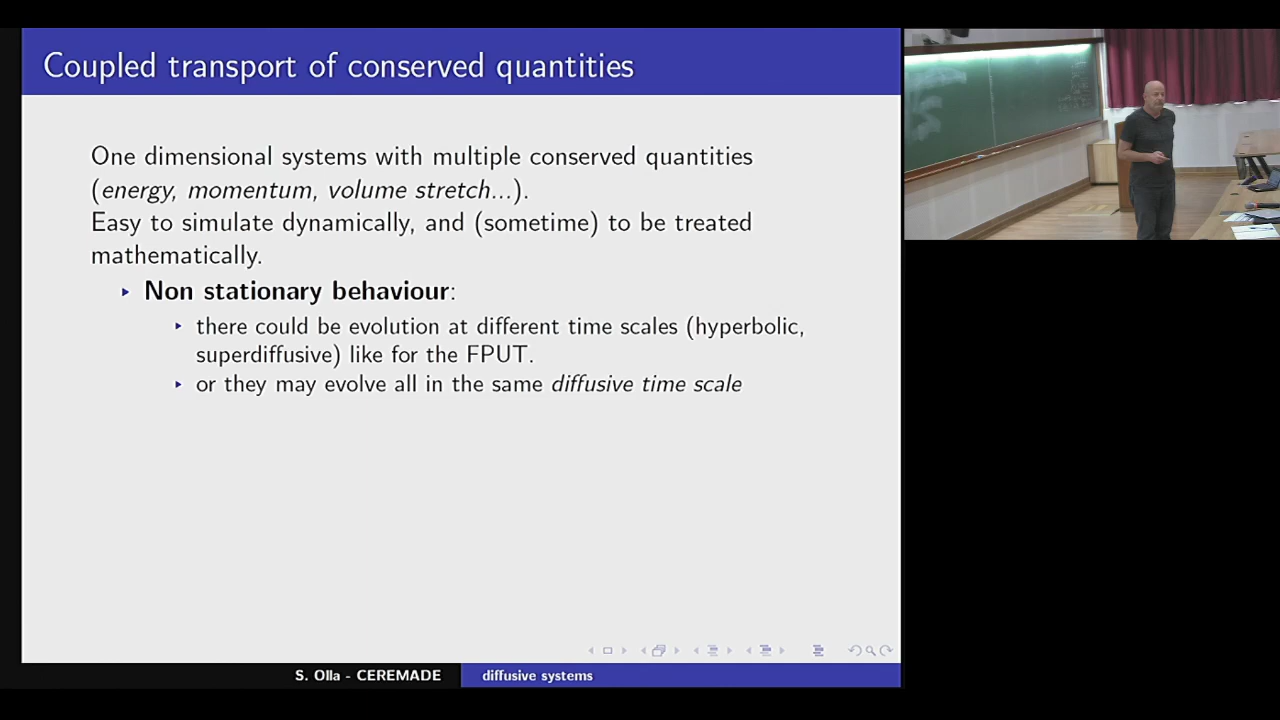 Coupled transport of conserved quantities
One dimensional systems with multiple conserved quantities
(energy, momentum, volume stretch...).
Easy to simulate dynamically, and (sometime) to be treated
mathematically.
Non stationary behaviour:
there could be evolution at different time scales (hyperbolic,
superdiffusive) like for the FPUT.
or they may evolve all in the same diffusive time scale
S. Olla - CEREMADE
diffusive systems